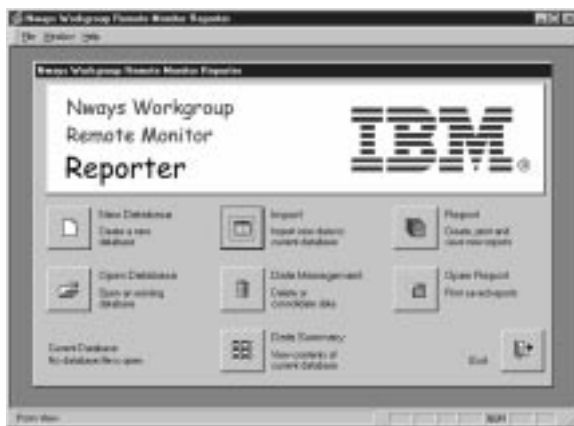 Nways Workgroup Remote Monitor Reporter
File Window Help
Nways Workgroup Remote Monitor Reporter
Nways Workgroup
Remote Monitor
Reporter
IBM®
New Database
Create a new
database
Import
Import new data to
current database
Report
Create, print and
save new reports
Open Database
Open an existing
database
Data Management
Delete or
consolidate data
Open Report
Print saved reports
Current Database:
No database file is open
Data Summary
View contents of
current database
Exit
Form View
NUM